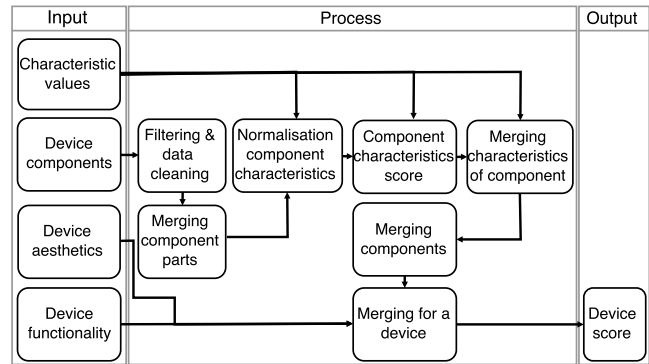 Input
Process
Output
Characteristic
values
Device
components
Filtering &
data
cleaning
Normalisation
component
characteristics
Component
characteristics
score
Merging
characteristics
of component
Device
aesthetics
Merging
component
parts
Merging
components
Device
functionality
Merging for a
device
Device
score